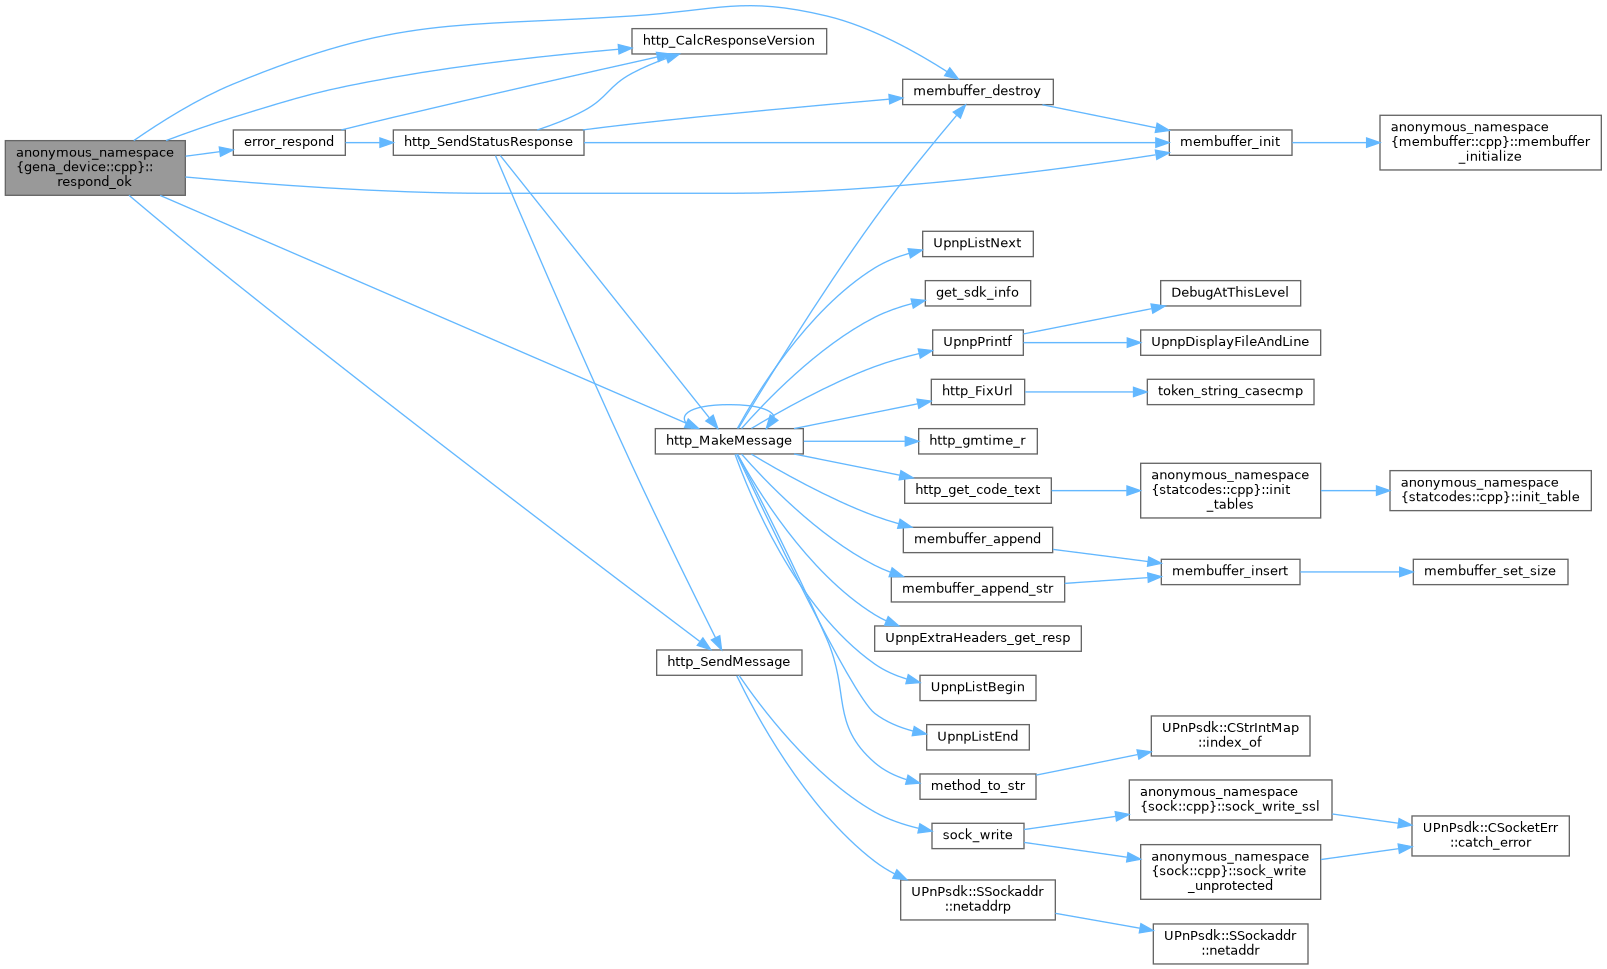 http_CalcResponseVersion
membuffer_destroy
anonymous_namespace
{gena_device::cpp}::
respond_ok
error_respond
http_SendStatusResponse
membuffer_init
anonymous_namespace
{membuffer::cpp}::membuffer
_initialize
UpnpListNext
get_sdk_info
DebugAtThisLevel
UpnpPrintf
UpnpDisplayFileAndLine
http_FixUrl
token_string_casecmp
http_MakeMessage
http_gmtime_r
http_get_code_text
anonymous_namespace
{statcodes::cpp}::init
_tables
anonymous_namespace
{statcodes::cpp}::init_table
membuffer_append
membuffer_insert
membuffer_set_size
membuffer_append_str
UpnpExtraHeaders_get_resp
http_SendMessage
UpnpListBegin
UpnpListEnd
UPnPsdk::CStrIntMap
::index_of
method_to_str
anonymous_namespace
{sock::cpp}::sock_write_ssl
sock_write
UPnPsdk::CSocketErr
::catch_error
anonymous_namespace
{sock::cpp}::sock_write
_unprotected
UPnPsdk::SSockaddr
::netaddrp
UPnPsdk::SSockaddr
::netaddr